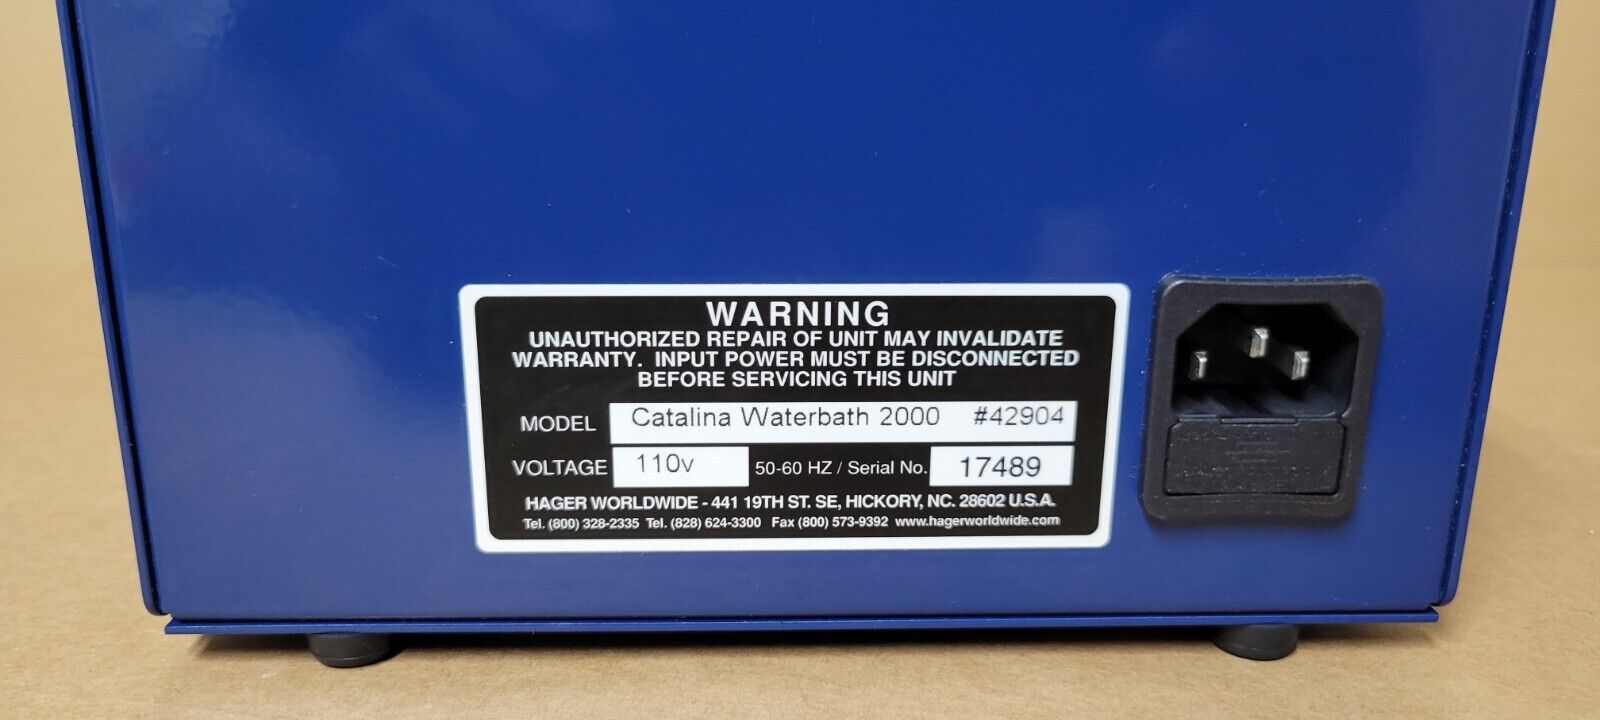 WARNING
UNAUTHORIZED REPAIR OF UNIT MAY INVALIDATE
WARRANTY. INPUT POWER MUST BE DISCONNECTED
BEFORE SERVICING THIS UNIT
MODEL Catalina Waterbath 2000 #42904
VOLTAGE 110v 50-60 HZ / Serial No. 17489
HAGER WORLDWIDE - 441 19TH ST. SE, HICKORY, NC. 28602 U.S.A.
Tel. (800) 328-2335 Tel. (828) 624-3300 Fax (800) 573-9392 www.hagerworldwide.com